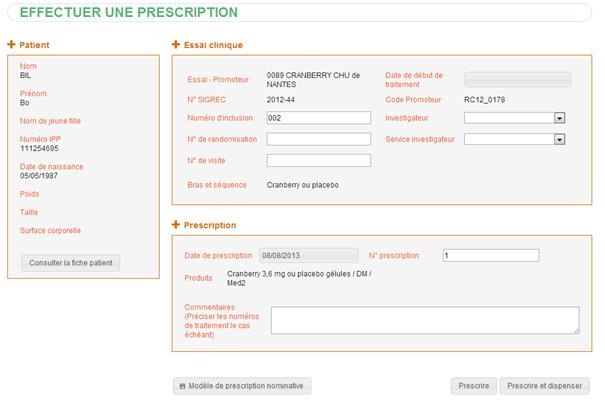 EFFECTUER UNE PRESCRIPTION
Patient
Nom
BIL
Prénom
Bo
Nom de jeune fille
Numéro IPP
111254695
Date de naissance
05/05/1987
Poids
Taille
Surface corporelle
Consulter la fiche patient
Essai clinique
Essai - Promoteur
0089 CRANBERRY CHU de
NANTES
Date de début de
traitement
N° SIGREC
2012-44
Code Promoteur
RC12_0178
Numéro d'inclusion
002
Investigateur
N° de randomisation
Service investigateur
N° de visite
Bras et séquence
Cranberry ou placebo
Prescription
Date de prescription
08/08/2013
N° prescription
1
Produits
Cranberry 3,6 mg ou placebo gélules / DM /
Med2
Commentaires
(Préciser les numéros
de traitement le cas
échéant)
Modèle de prescription nominative
Prescrire
Prescrire et dispenser